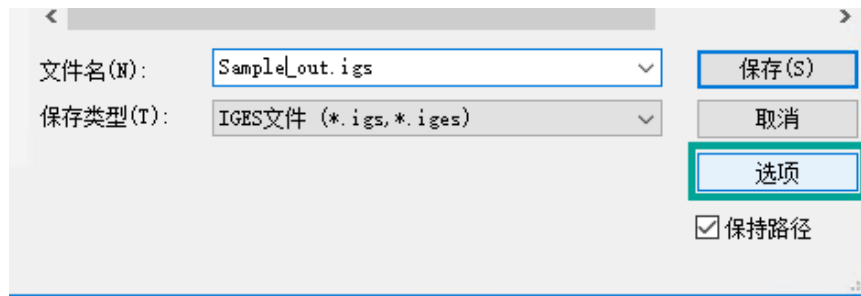 文件名(N): Sample_out.igs 保存(S)
保存类型(T): IGES文件 (*.igs,*.iges) 取消
选项
保持路径